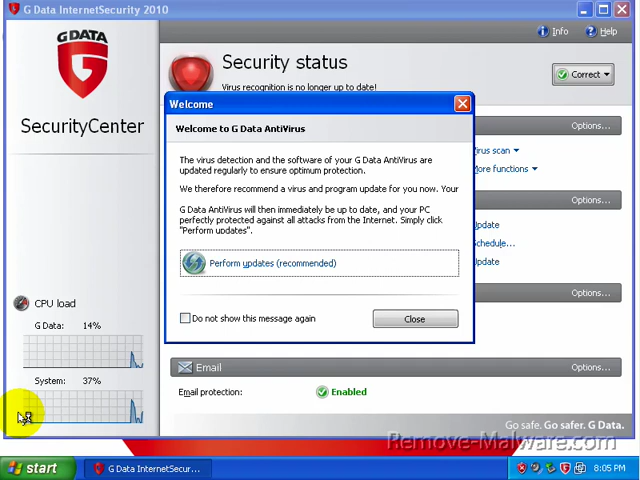 G Data InternetSecurity 2010
Info
Help
G DATA
SecurityCenter
Security status
Virus recognition is no longer up to date!
Correct
Options...
Virus scan
More functions
Options...
Update
Schedule...
Update
Options...
Welcome
Welcome to G Data AntiVirus
The virus detection and the software of your G Data AntiVirus are
updated regularly to ensure optimum protection.
We therefore recommend a virus and program update for you now. Your
G Data AntiVirus will then immediately be up to date, and your PC
perfectly protected against all attacks from the Internet. Simply click
"Perform updates".
Perform updates (recommended)
Do not show this message again
Close
CPU load
G Data: 14%
System: 37%
Email
Options...
Email protection:
Enabled
Go safe. Go safer. G Data.
Remove-Malware.com
start
G Data InternetSecur...
8:05 PM